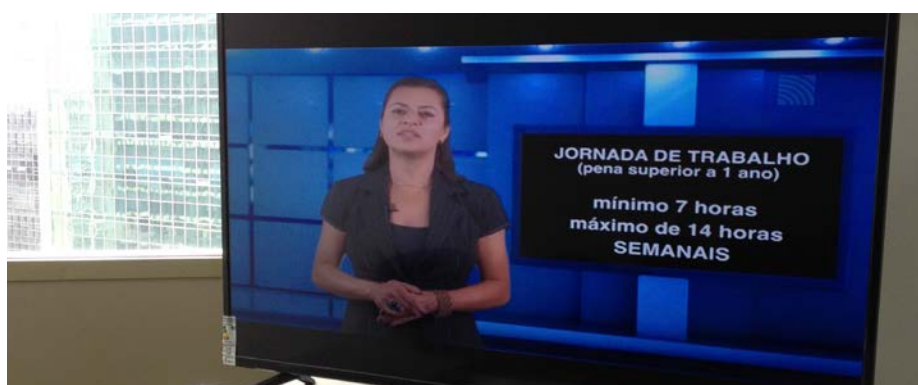 JORNADA DE TRABALHO
(pena superior a 1 ano)
mínimo 7 horas
máximo de 14 horas
SEMANAIS